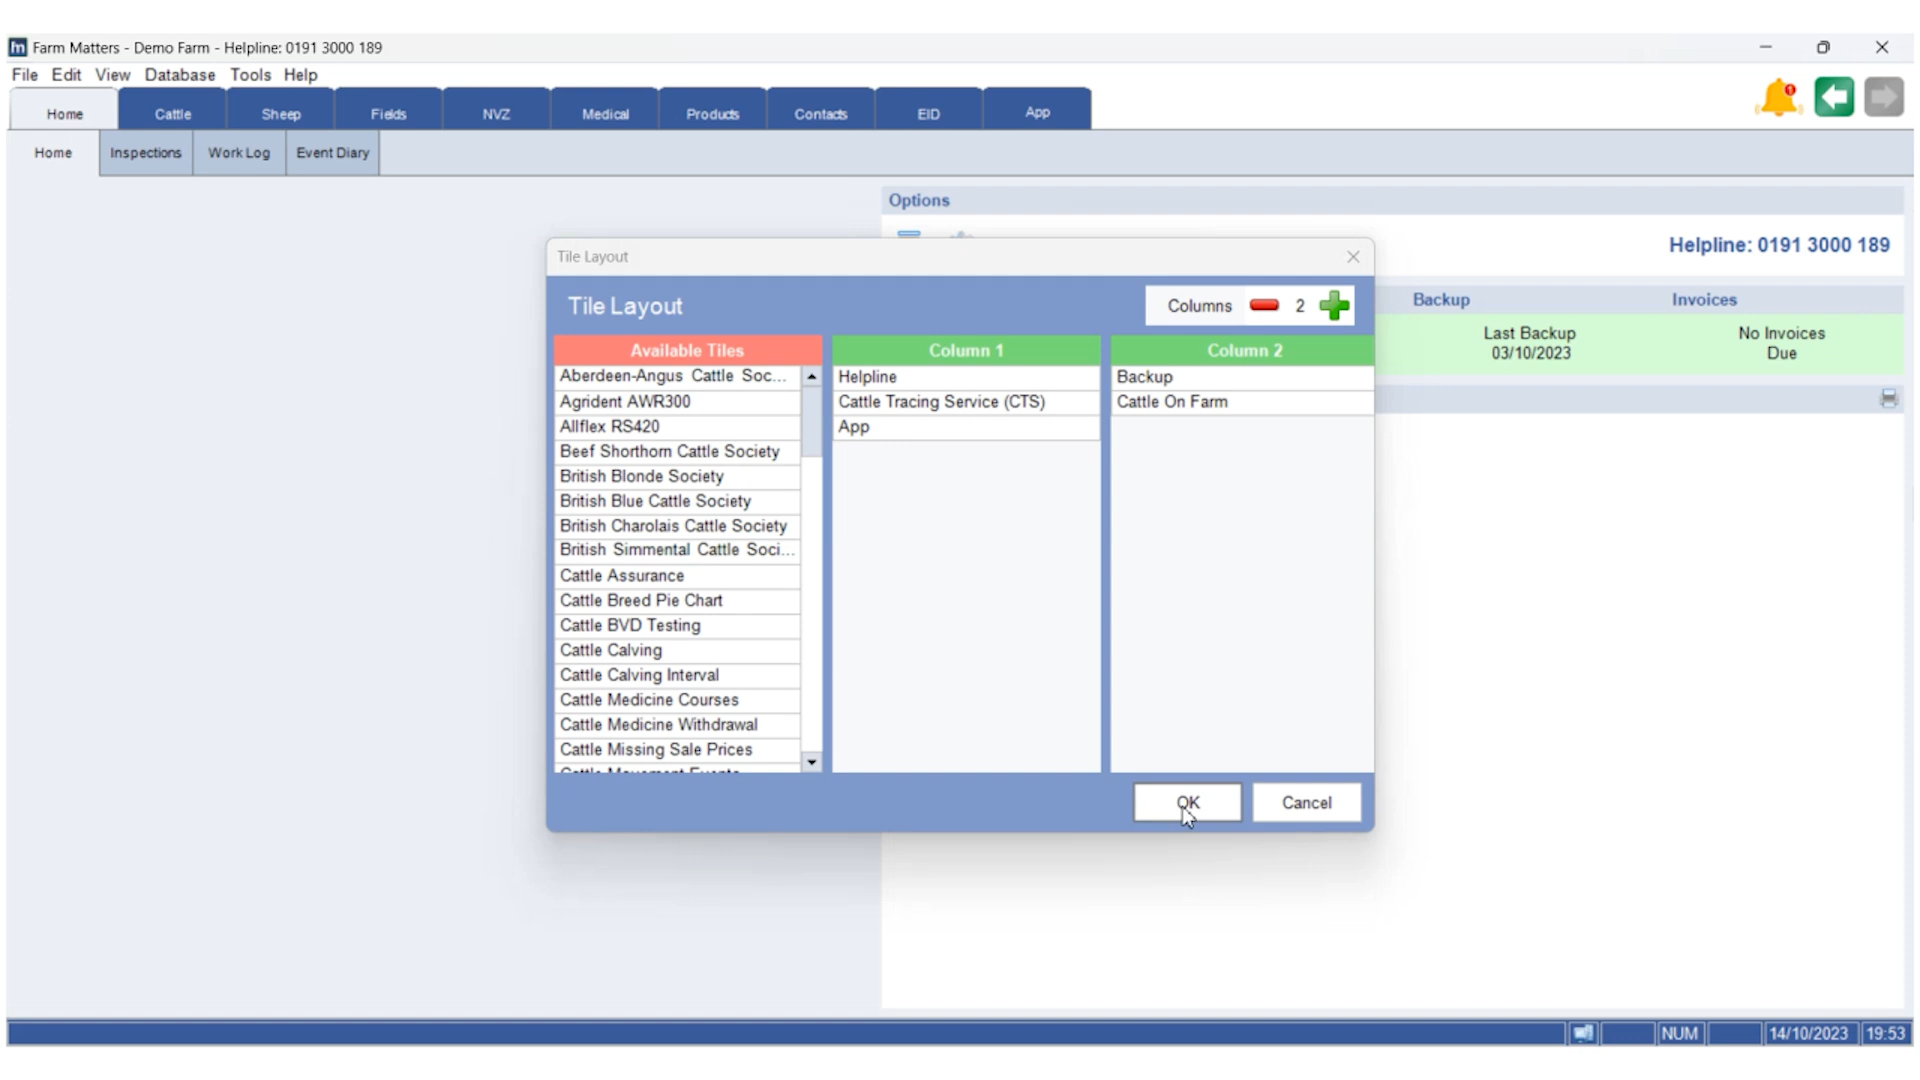 Farm Matters - Demo Farm - Helpline: 0191 3000 189
File Edit View Database Tools Help
Home Cattle Sheep Fields NVZ Medical Products Contacts EID App
1
Home Inspections Work Log Event Diary
Options
Helpline: 0191 3000 189
Backup Invoices
Last Backup
03/10/2023
No Invoices
Due
Tile Layout
Tile Layout
Columns 2
Available Tiles
Aberdeen-Angus Cattle Soc...
Agrident AWR300
Allflex RS420
Beef Shorthorn Cattle Society
British Blonde Society
British Blue Cattle Society
British Charolais Cattle Society
British Simmental Cattle Soci...
Cattle Assurance
Cattle Breed Pie Chart
Cattle BVD Testing
Cattle Calving
Cattle Calving Interval
Cattle Medicine Courses
Cattle Medicine Withdrawal
Cattle Missing Sale Prices
Cattle Movement Events
Column 1
Helpline
Cattle Tracing Service (CTS)
App
Column 2
Backup
Cattle On Farm
OK Cancel
NUM 14/10/2023 19:53